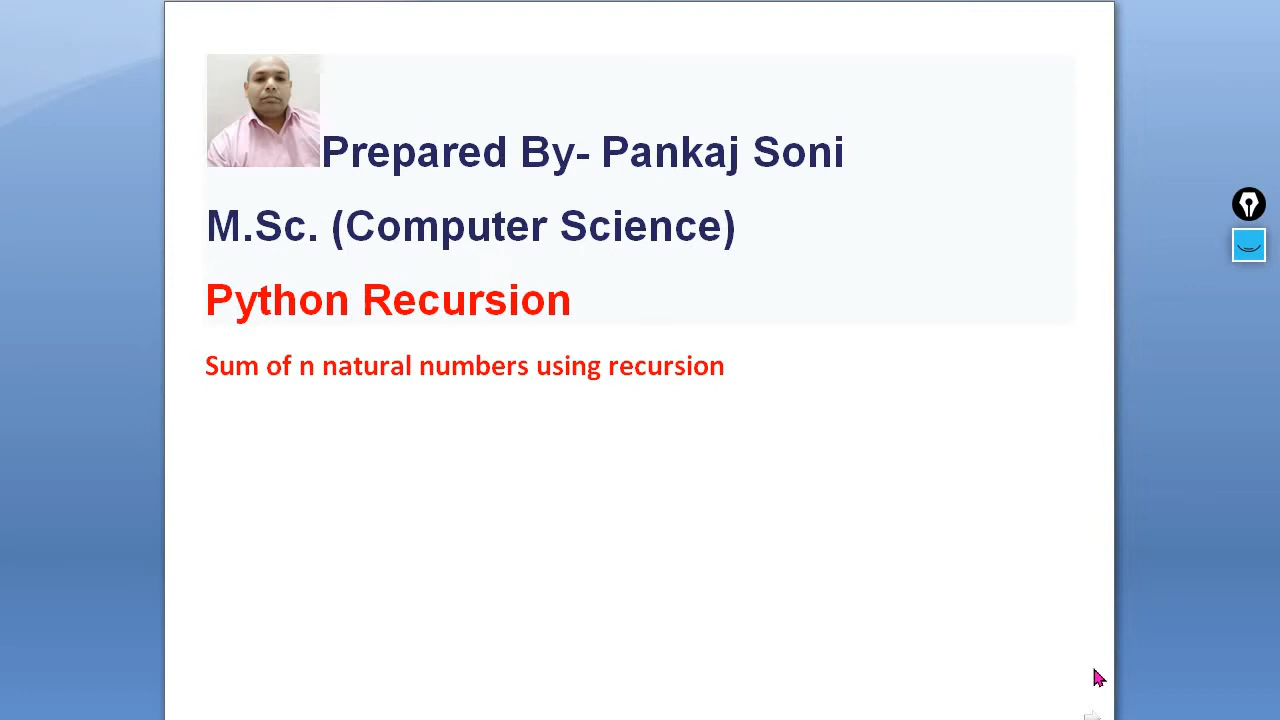 Prepared By- Pankaj Soni
M.Sc. (Computer Science)
Python Recursion
Sum of n natural numbers using recursion